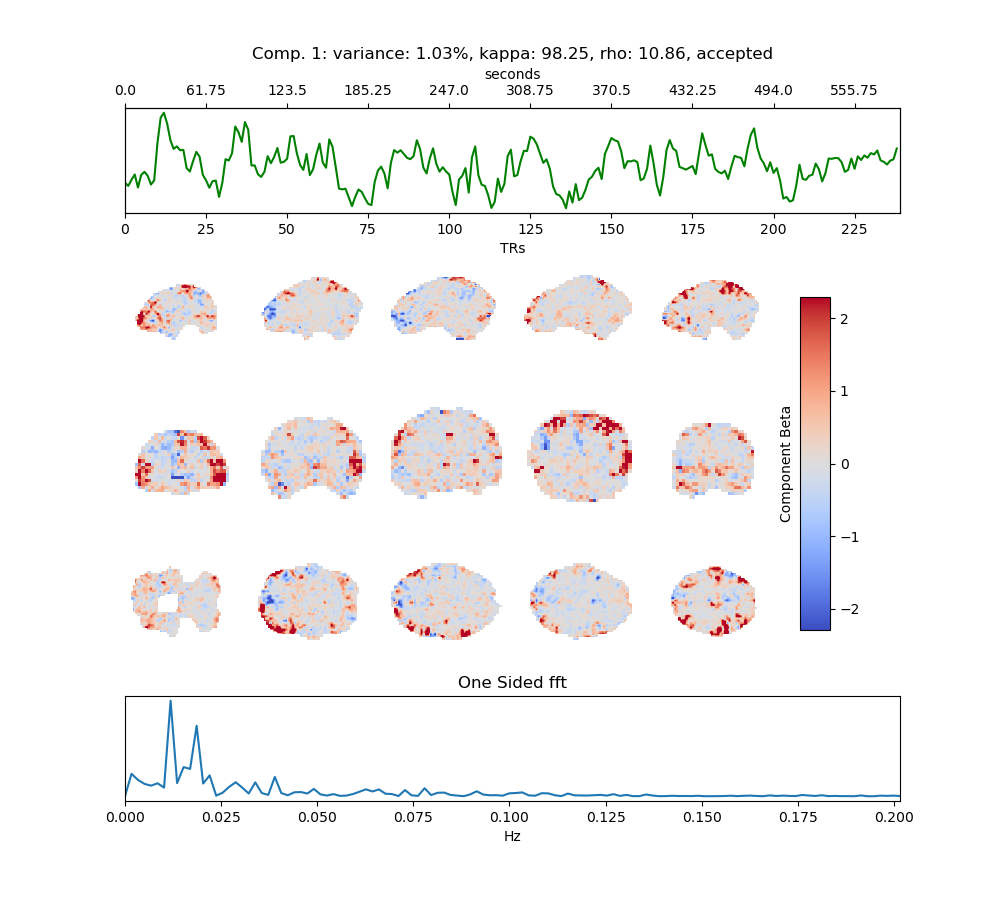 Comp. 1: variance: 1.03%, kappa: 98.25, rho: 10.86, accepted
seconds
0.0 61.75 123.5 185.25 247.0 308.75 370.5 432.25 494.0 555.75
0 25 50 75 100 125 150 175 200 225
TRs
2
1
0
−1
−2
Component Beta
One Sided fft
0.000 0.025 0.050 0.075 0.100 0.125 0.150 0.175 0.200
Hz